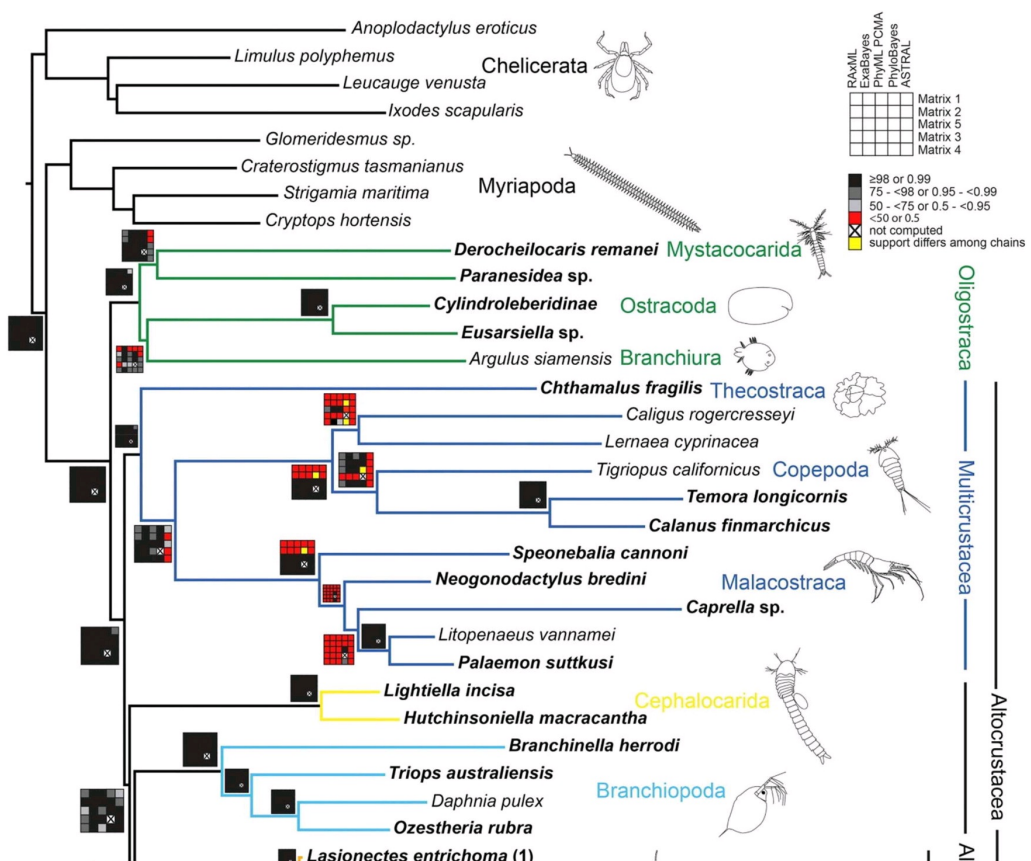 Anoplodactylus eroticus
Limulus polyphemus
Chelicerata
Leucauge venusta
Ixodes scapularis
RAxML
ExaBayes
PhyML PCMA
PhyloBayes
ASTRAL
Matrix 1
Matrix 2
Matrix 5
Matrix 3
Matrix 4
Glomeridesmus sp.
Craterostigmus tasmanianus
Myriapoda
Strigamia maritima
Cryptops hortensis
≥98 or 0.99
75 - <98 or 0.95 - <0.99
50 - <75 or 0.5 - <0.95
<50 or 0.5
not computed
support differs among chains
Derocheilocaris remanei Mystacocarida
Paranesidea sp.
Cylindroleberidinae Ostracoda
Eusarsiella sp.
Argulus siamensis Branchiura
Oligostraca
Chthamalus fragilis Thecostraca
Caligus rogercresseyi
Lernaea cyprinacea
Tigriopus californicus Copepoda
Temora longicornis
Calanus finmarchicus
Multicrustacea
Speonebalia cannoni
Neogonodactylus bredini Malacostraca
Caprella sp.
Litopenaeus vannamei
Palaemon suttkusi
Lightiella incisa
Cephalocarida
Hutchinsoniella macracantha
Altocrustacea
Branchinella herrodi
Triops australiensis
Branchiopoda
Daphnia pulex
Ozestheria rubra
Lasionectes entrichoma (1)
Al